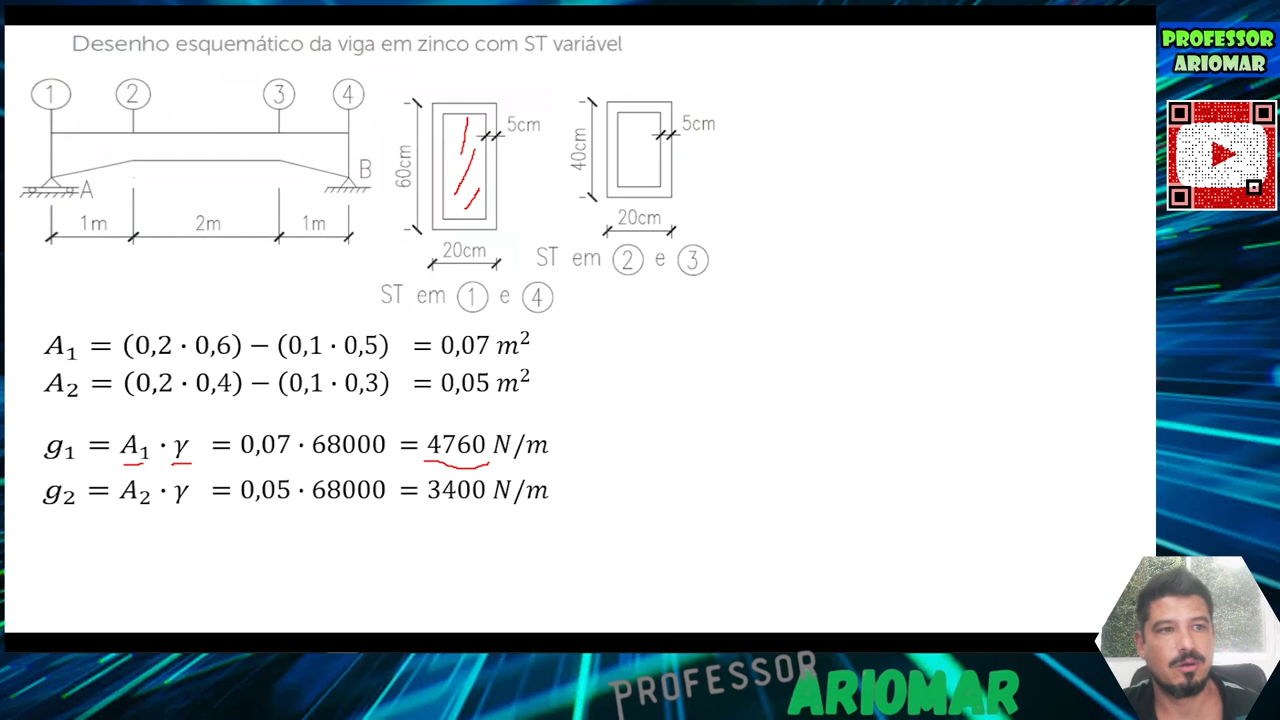 Desenho esquemático da viga em zinco com ST variável
1 2 3 4
A B
1m 2m 1m
60cm
5cm
20cm
ST em 1 e 4
40cm
5cm
20cm
ST em 2 e 3
A₁ = (0,2 · 0,6) − (0,1 · 0,5) = 0,07 m²
A₂ = (0,2 · 0,4) − (0,1 · 0,3) = 0,05 m²
g₁ = A₁ · γ = 0,07 · 68000 = 4760 N/m
g₂ = A₂ · γ = 0,05 · 68000 = 3400 N/m
PROFESSOR
ARIOMAR
PROFESSOR
ARIOMAR